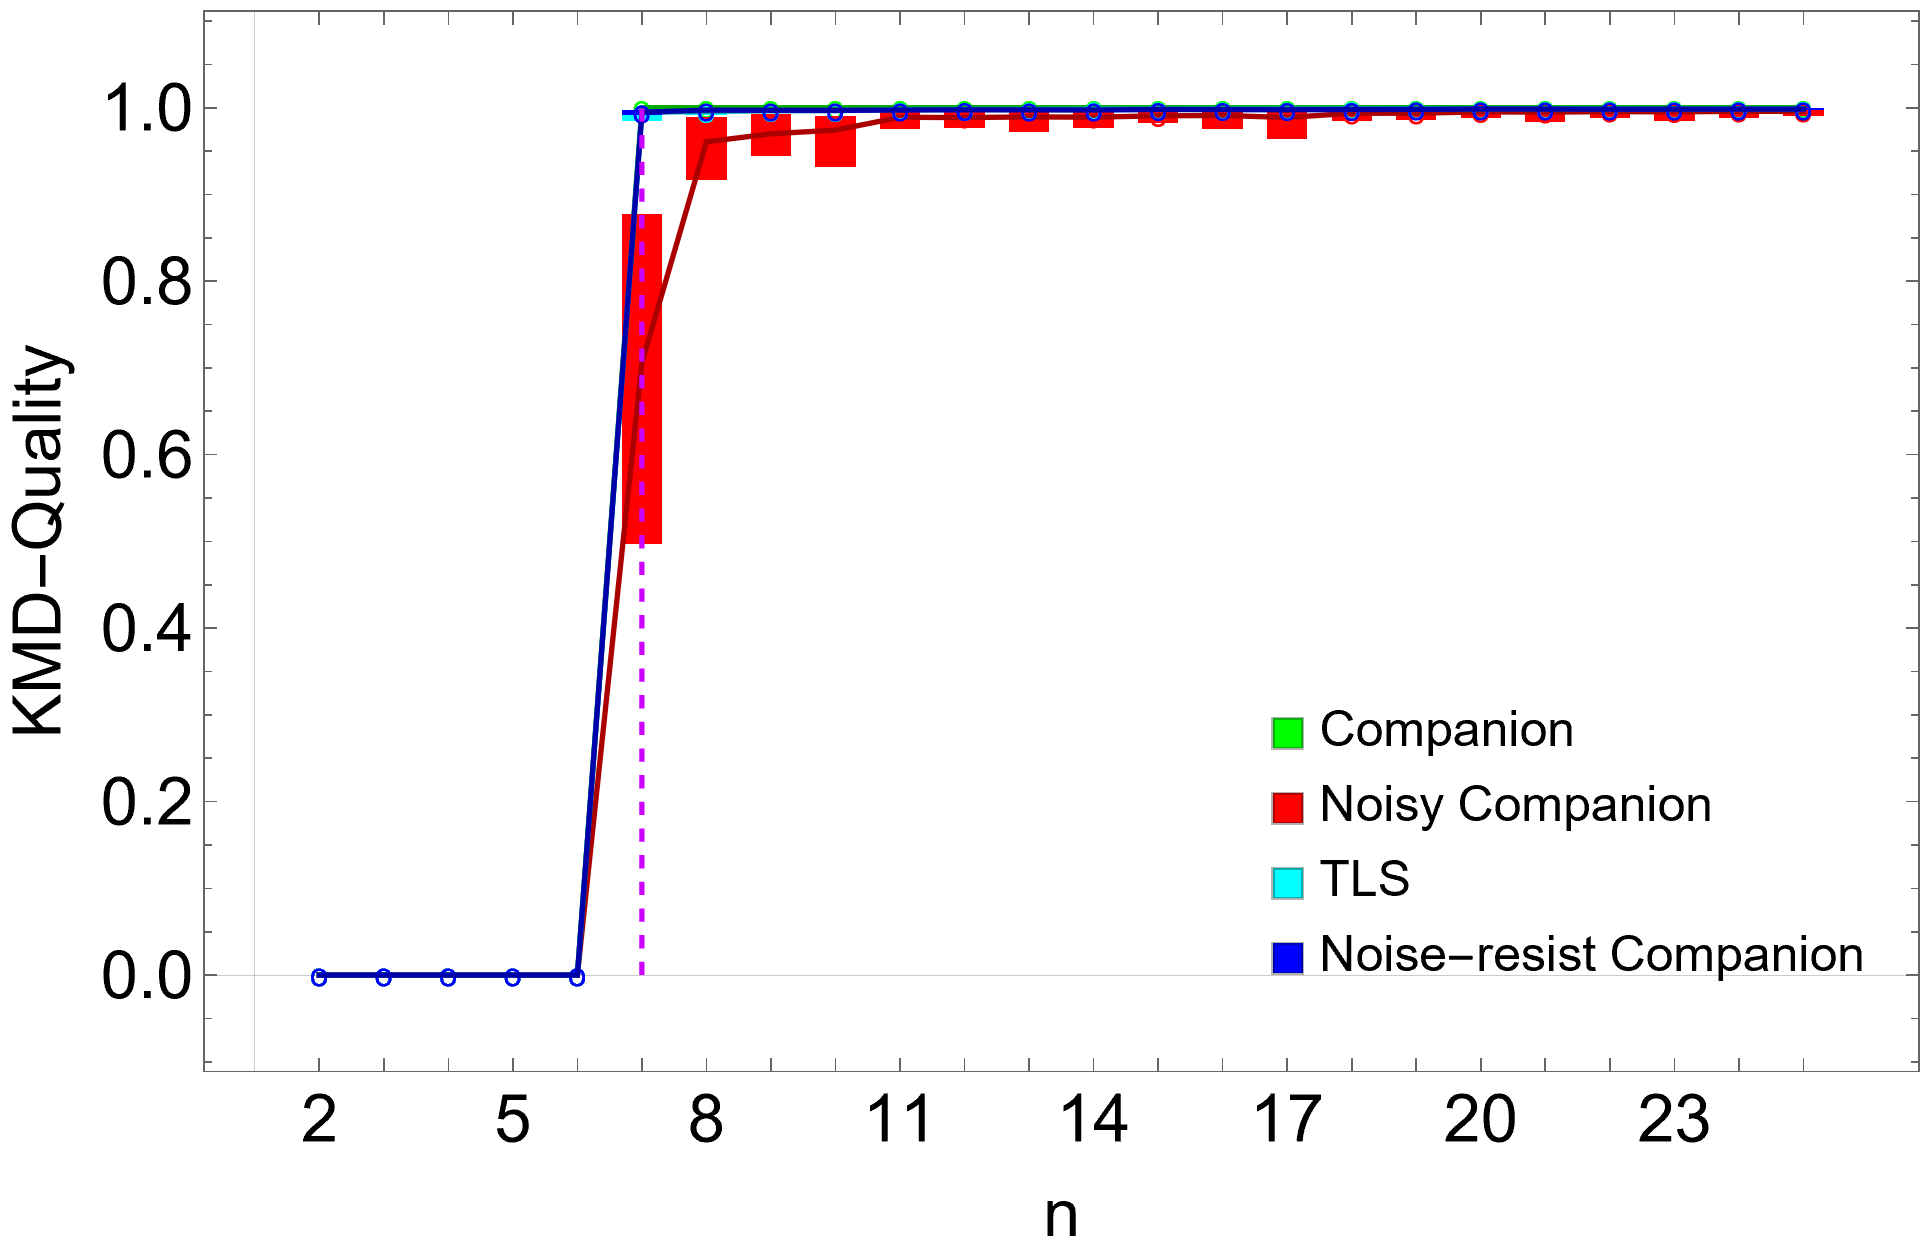 KMD−Quality
1.0
0.8
0.6
0.4
0.2
0.0
Companion
Noisy Companion
TLS
Noise−resist Companion
2 5 8 11 14 17 20 23
n